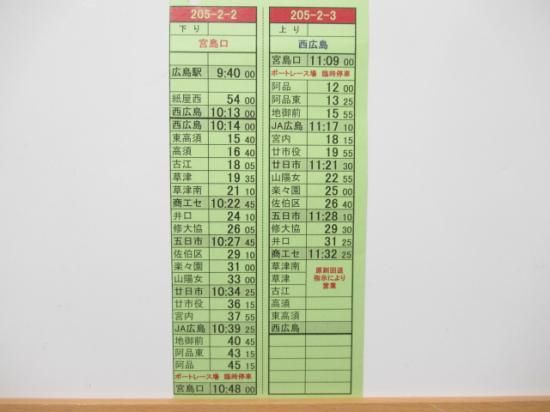 205-2-2
下り
宮島口
広島駅 9:40 00
紙屋西 54 00
西広島 10:13 00
西広島 10:14 00
東高須 15 40
高須 16 40
古江 18 05
草津 19 35
草津南 21 10
商工セ 10:22 45
井口 24 10
修大協 26 05
五日市 10:27 45
佐伯区 29 10
楽々園 31 00
山陽女 33 00
廿日市 10:34 25
廿市役 36 15
宮内 37 55
JA広島 10:39 25
地御前 40 45
阿品東 43 15
阿品 45 15
ボートレース場 臨時停車
宮島口 10:48 00
205-2-3
上り
西広島
宮島口 11:09 00
ボートレース場 臨時停車
阿品 12 00
阿品東 13 25
地御前 15 55
JA広島 11:17 10
宮内 18 15
廿市役 19 55
廿日市 11:21 30
山陽女 22 55
楽々園 25 00
佐伯区 26 40
五日市 11:28 10
修大協 29 30
井口 31 25
商工セ 11:32 25
草津南
草津
古江
高須
東高須
西広島
原則回送
指示により
営業